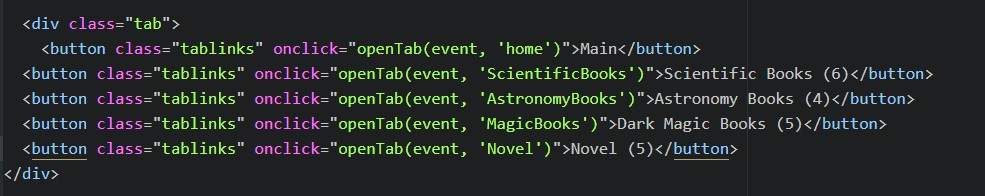 <div class="tab">
<button class="tablinks" onclick="openTab(event, 'home')">Main</button>
<button class="tablinks" onclick="openTab(event, 'ScientificBooks')">Scientific Books (6)</button>
<button class="tablinks" onclick="openTab(event, 'AstronomyBooks')">Astronomy Books (4)</button>
<button class="tablinks" onclick="openTab(event, 'MagicBooks')">Dark Magic Books (5)</button>
<button class="tablinks" onclick="openTab(event, 'Novel')">Novel (5)</button>
</div>